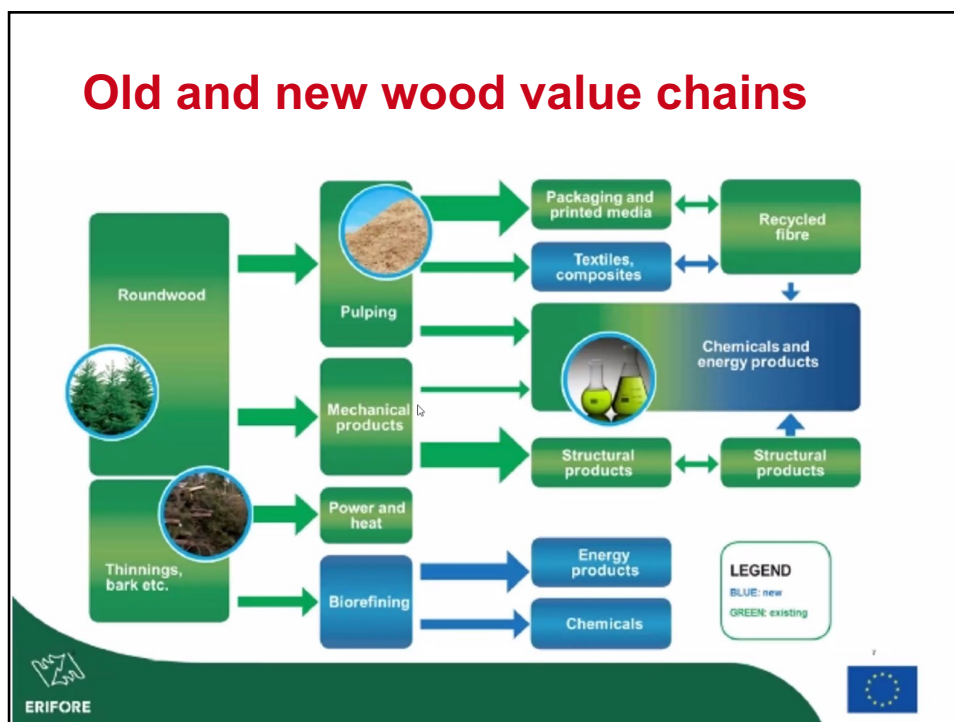 Old and new wood value chains
Roundwood
Thinnings,
bark etc.
Pulping
Mechanical
products
Power and
heat
Biorefining
Packaging and
printed media
Textiles,
composites
Recycled
fibre
Chemicals and
energy products
Structural
products
Structural
products
Energy
products
Chemicals
LEGEND
BLUE: new
GREEN: existing
ERIFORE